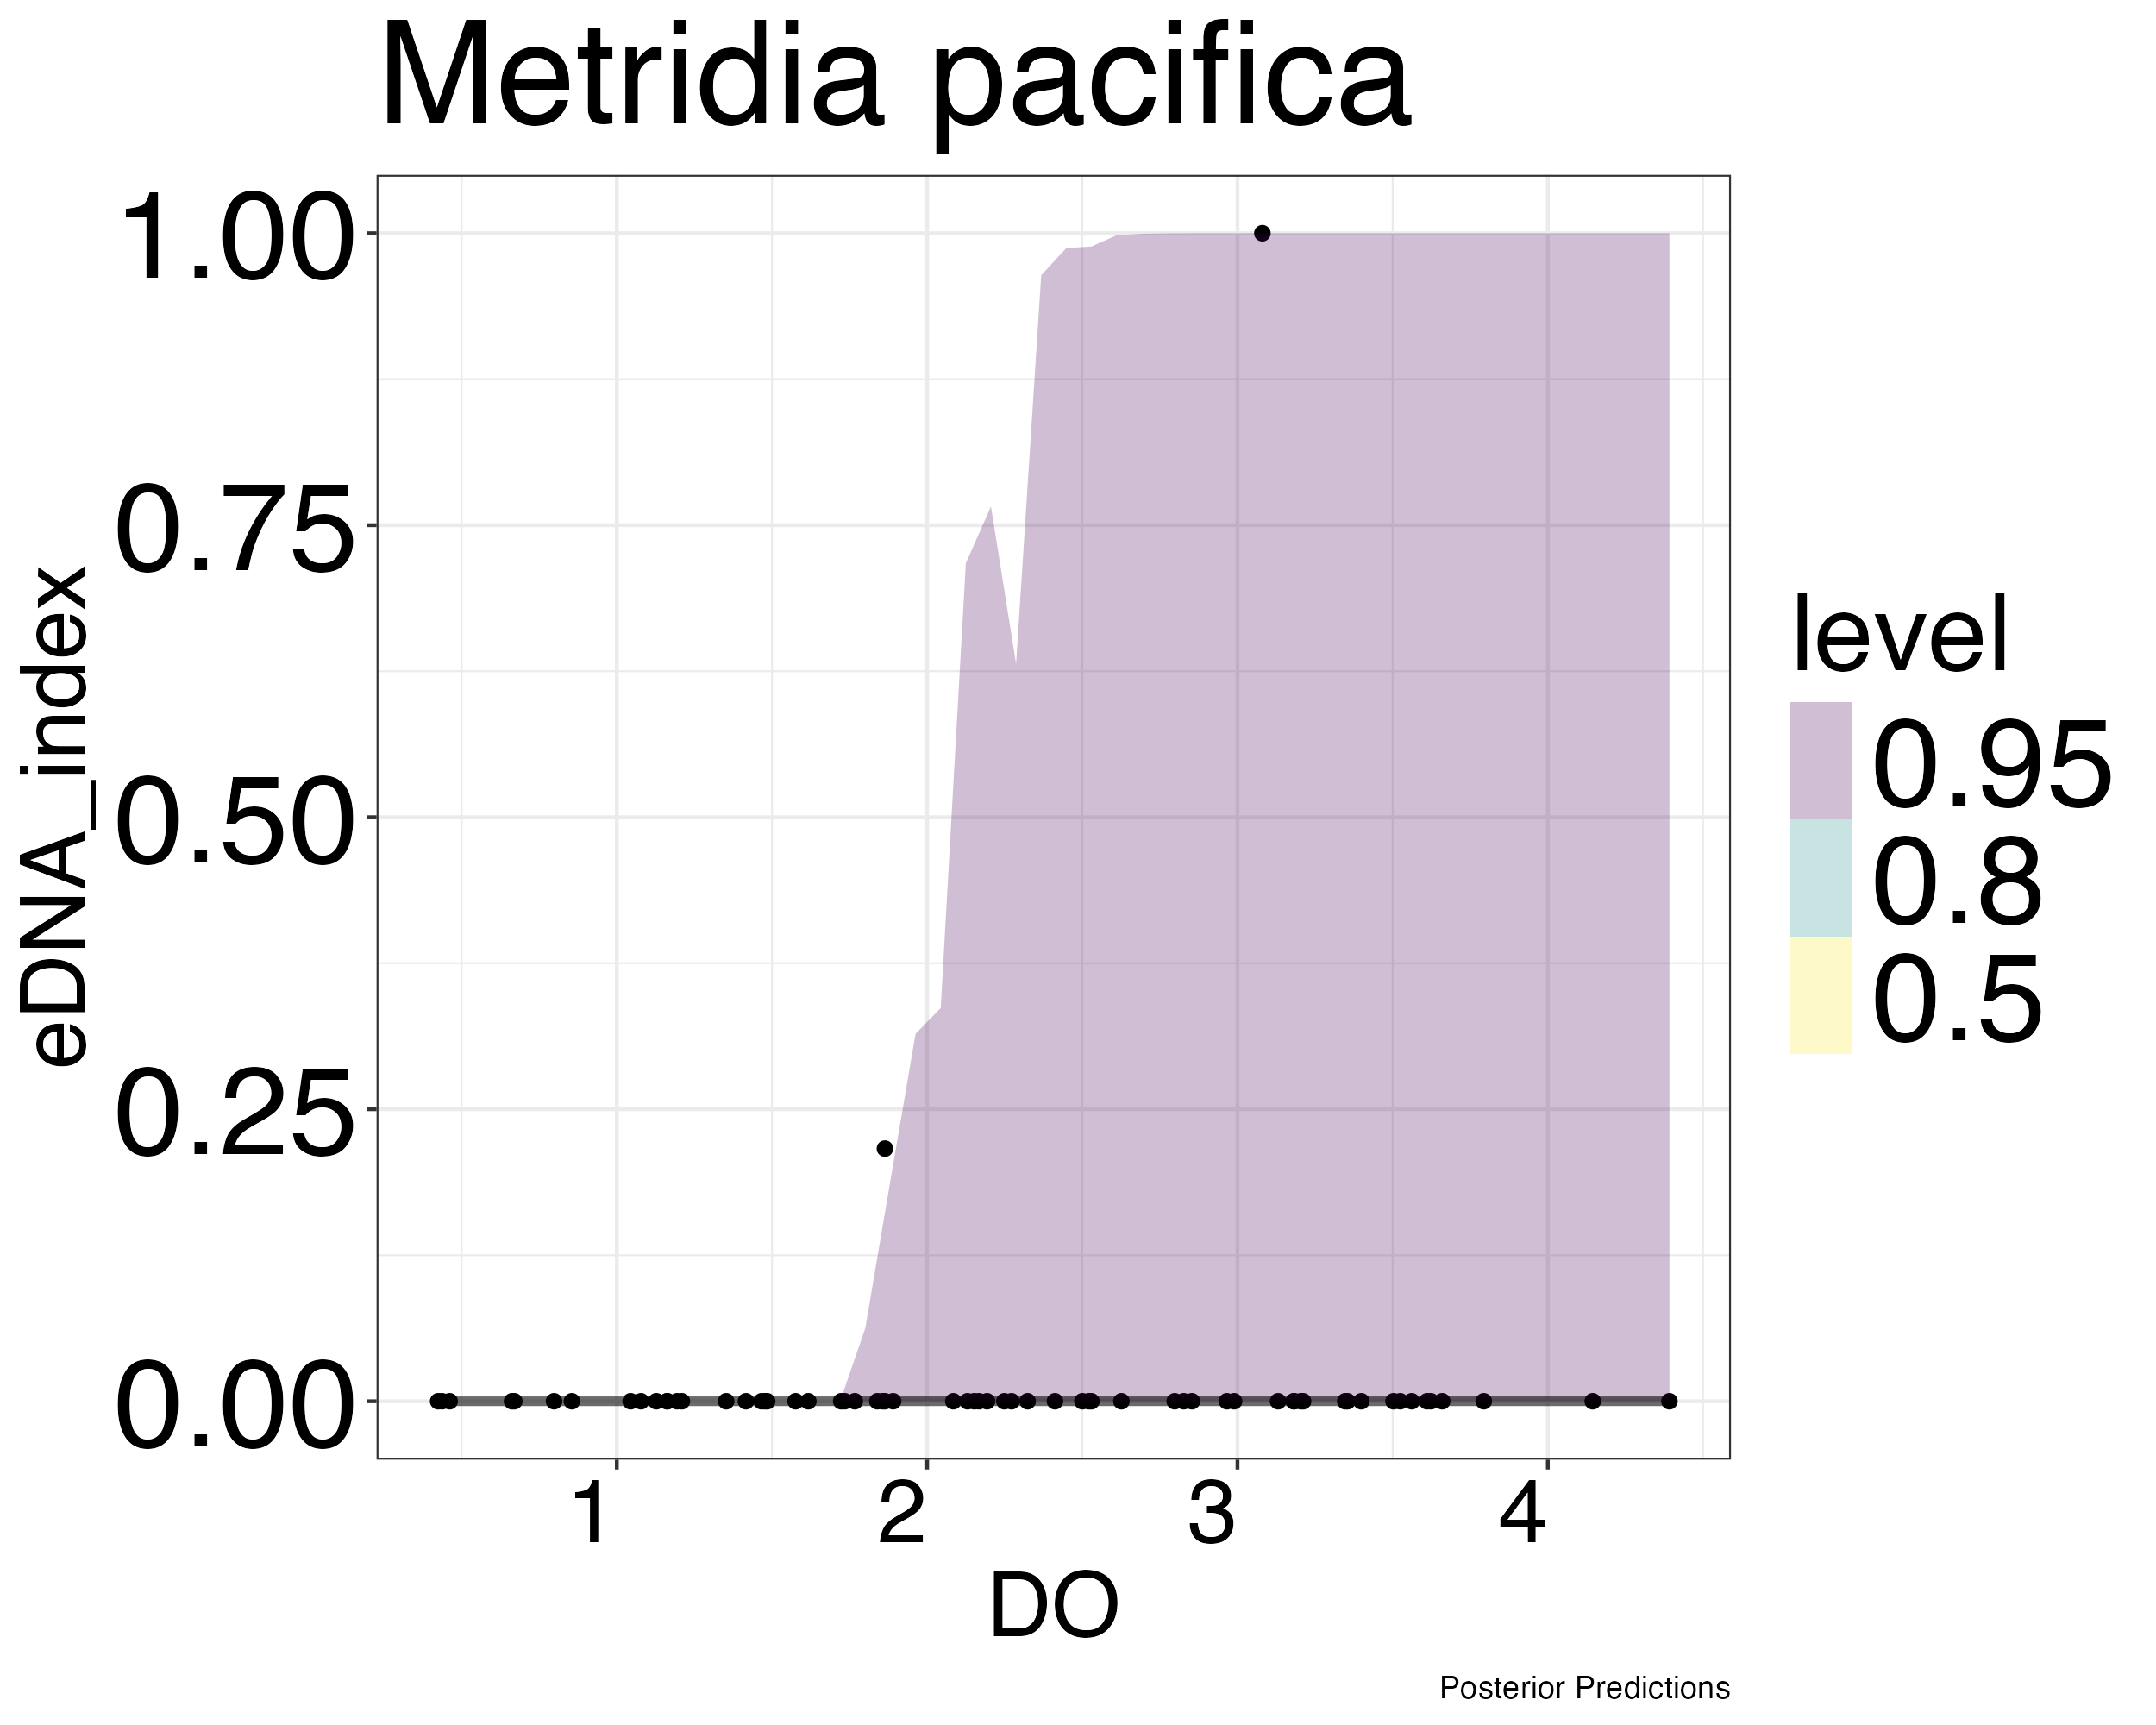 Metridia pacifica
1.00
0.75
0.50
0.25
0.00
eDNA_index
1 2 3 4
DO
level
0.95
0.8
0.5
Posterior Predictions